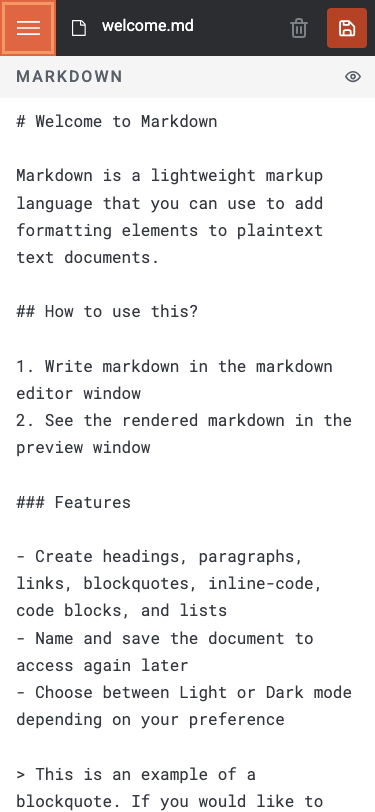 welcome.md
MARKDOWN
# Welcome to Markdown
Markdown is a lightweight markup
language that you can use to add
formatting elements to plaintext
text documents.
## How to use this?
1. Write markdown in the markdown
editor window
2. See the rendered markdown in the
preview window
### Features
- Create headings, paragraphs,
links, blockquotes, inline-code,
code blocks, and lists
- Name and save the document to
access again later
- Choose between Light or Dark mode
depending on your preference
> This is an example of a
blockquote. If you would like to